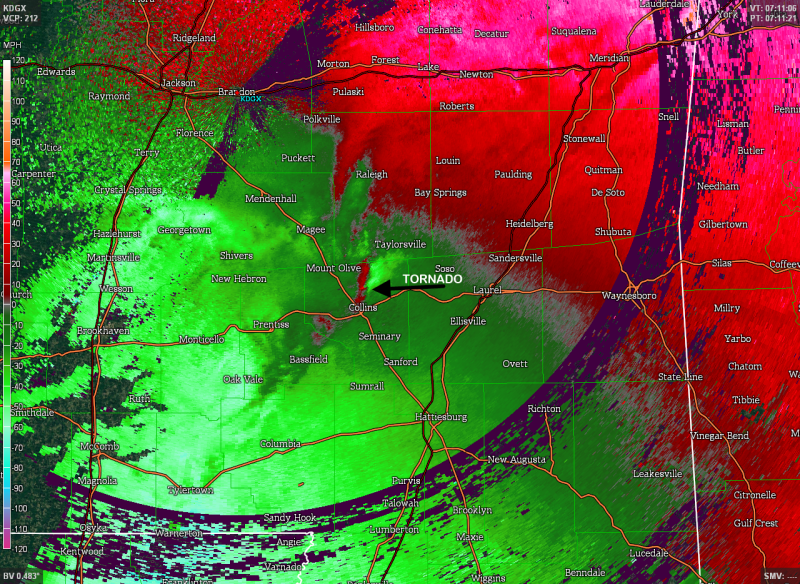 KDGX
VCP: 212
VT: 07:11:06
PT: 07:11:21
MPH
120
100
90
80
70
60
50
40
30
20
10
-10
-20
-30
-40
-50
-60
-70
-80
-90
-100
-110
120
Lauderdale
York
Hillsboro
Conehatta
Decatur
Suqualena
Ridgeland
Meridian
Edwards
Morton
Forest
Lake
Newton
Jackson
Raymond
Brandon
KDGX
Pulaski
Roberts
Snell
Lisman
Florence
Polkville
Stonewall
Utica
Terry
Puckett
Louin
Butler
Carpenter
Raleigh
Paulding
Quitman
Crystal Springs
Mendenhall
Bay Springs
De Soto
Needham
Hazlehurst
Georgetown
Magee
Heidelberg
Shubuta
Gilbertown
Taylorsville
Martinsville
Shivers
Sandersville
Mount Olive
Soso
Silas
Coffee
New Hebron
TORNADO
Wesson
Laurel
Waynesboro
Collins
Millry
Brookhaven
Prentiss
Ellisville
Monticello
Seminary
Yarbo
Bassfield
Sanford
Ovett
Chatom
Oak Vale
Sumrall
State Line
Ruth
Tibbie
Smithdale
Hattiesburg
Richton
Vinegar Bend
McComb
Columbia
New Augusta
Leakesville
Magnolia
Tylertown
Purvis
Citronelle
Talowah
Sandy Hook
Brooklyn
Gulf Crest
Osyka
Warnerton
Lumberton
Angie
Maxie
Kentwood
Lucedale
Varnado
Benndale
Wiggins
Franklinton
BV 0.483°
SMV: ---